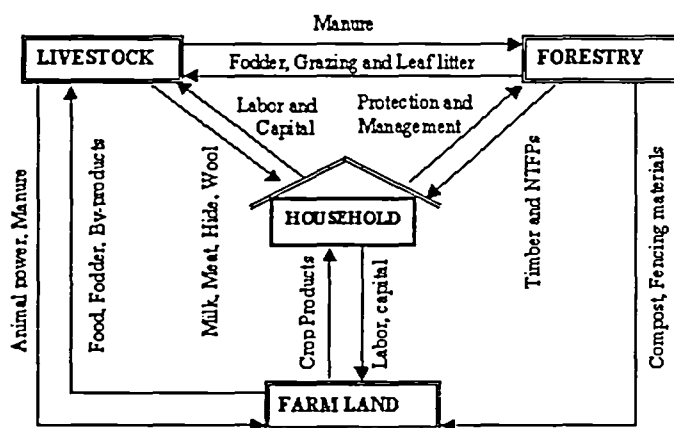 Manure
LIVESTOCK
FORESTRY
Fodder, Grazing and Leaf litter
Labor and
Capital
Protection and
Management
HOUSEHOLD
Animal power, Manure
Food, Fodder, By-products
Milk, Meat, Hide, Wool
Crop Products
Labor, capital
Timber and NTFPs
Compost, Fencing materials
FARM LAND